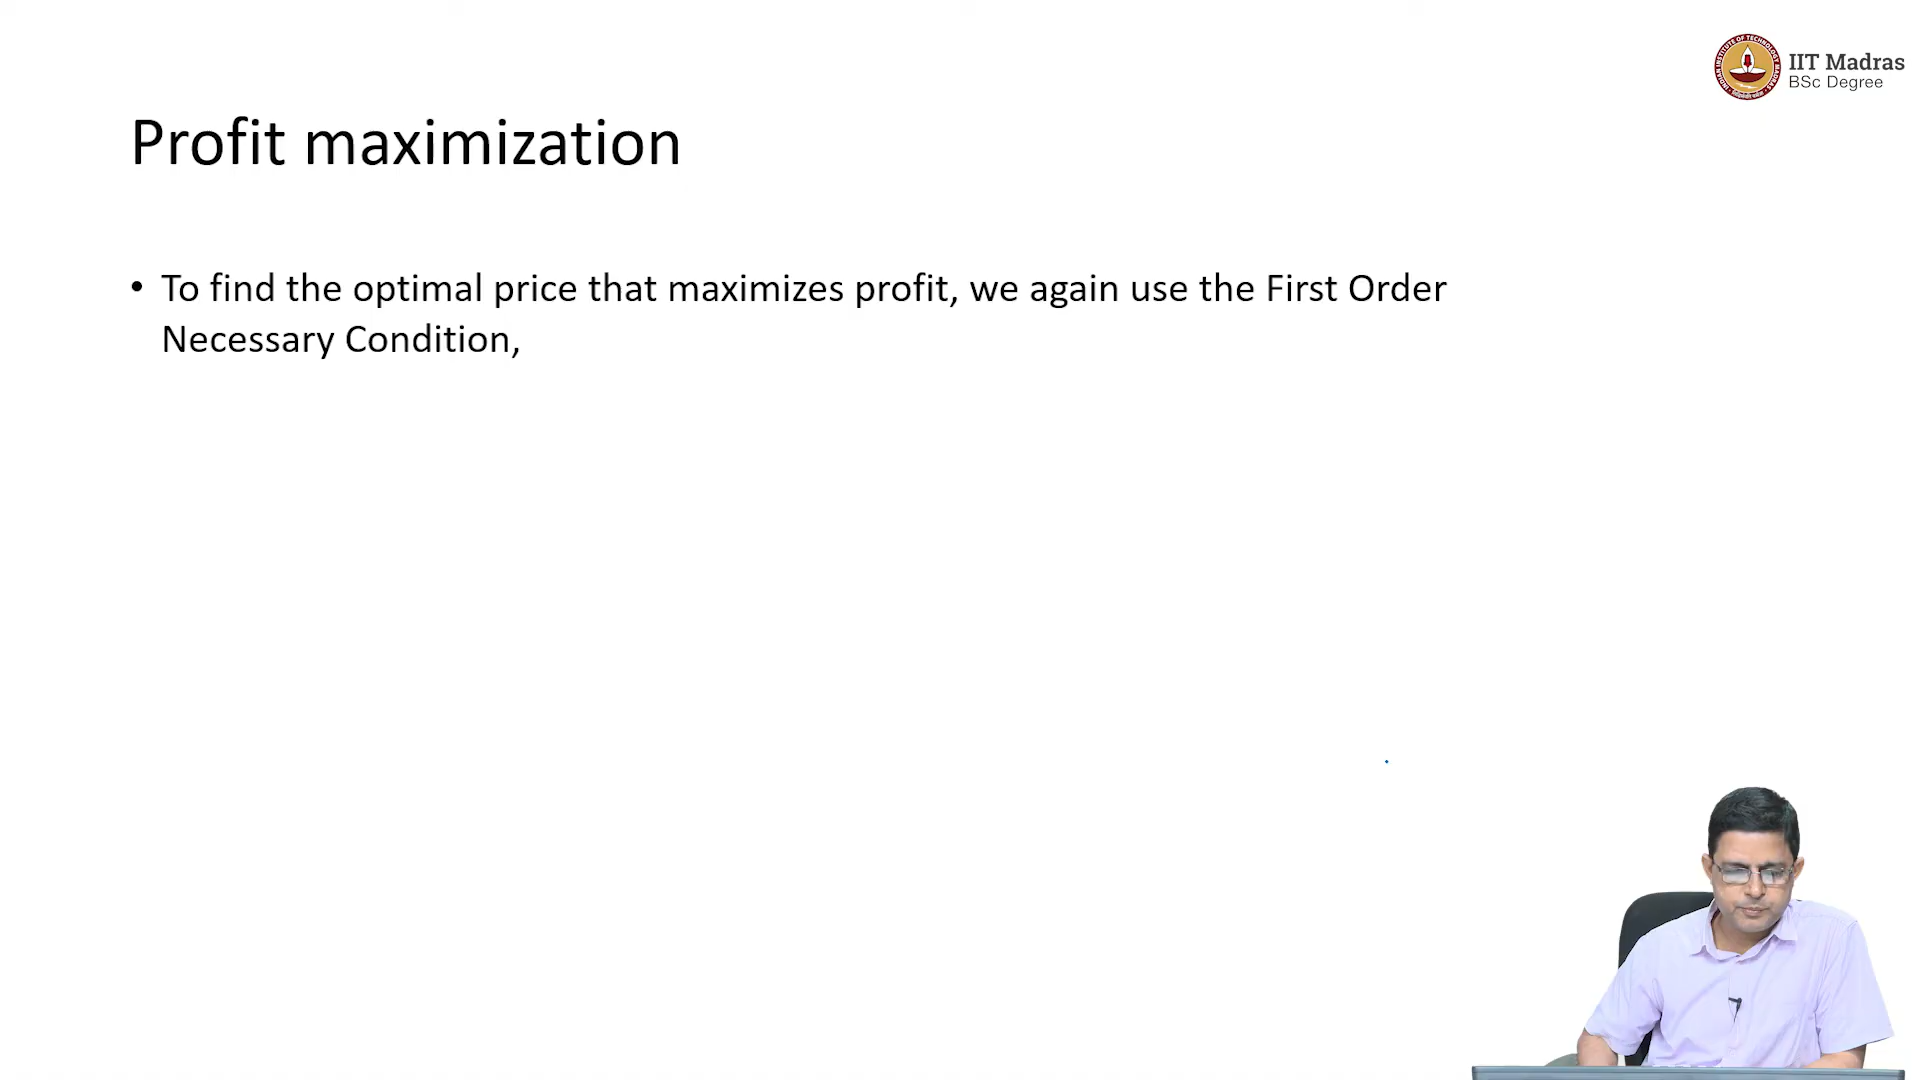 IIT Madras
BSc Degree
Profit maximization
• To find the optimal price that maximizes profit, we again use the First Order
Necessary Condition,